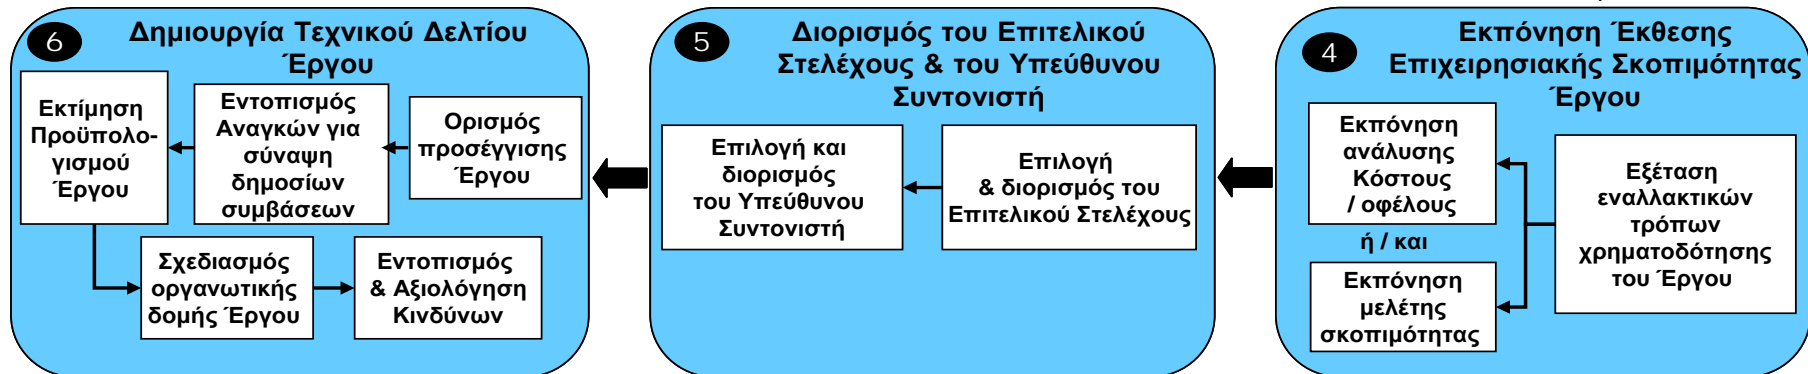 6
Δημιουργία Τεχνικού Δελτίου
Έργου
Εκτίμηση
Προϋπολο-
γισμού
Έργου
Εντοπισμός
Αναγκών για
σύναψη
δημοσίων
συμβάσεων
Ορισμός
προσέγγισης
Έργου
Σχεδιασμός
οργανωτικής
δομής Έργου
Εντοπισμός
& Αξιολόγηση
Κινδύνων
5
Διορισμός του Επιτελικού
Στελέχους & του Υπεύθυνου
Συντονιστή
Επιλογή και
διορισμός
του Υπεύθυνου
Συντονιστή
Επιλογή
& διορισμός του
Επιτελικού Στελέχους
4
Εκπόνηση Έκθεσης
Επιχειρησιακής Σκοπιμότητας
Έργου
Εκπόνηση
ανάλυσης
Κόστους
/ οφέλους
ή / και
Εκπόνηση
μελέτης
σκοπιμότητας
Εξέταση
εναλλακτικών
τρόπων
χρηματοδότησης
του Έργου